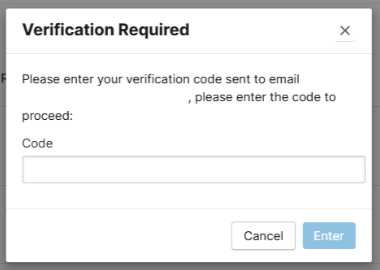 Verification Required
Please enter your verification code sent to email
, please enter the code to
proceed:
Code
Cancel
Enter